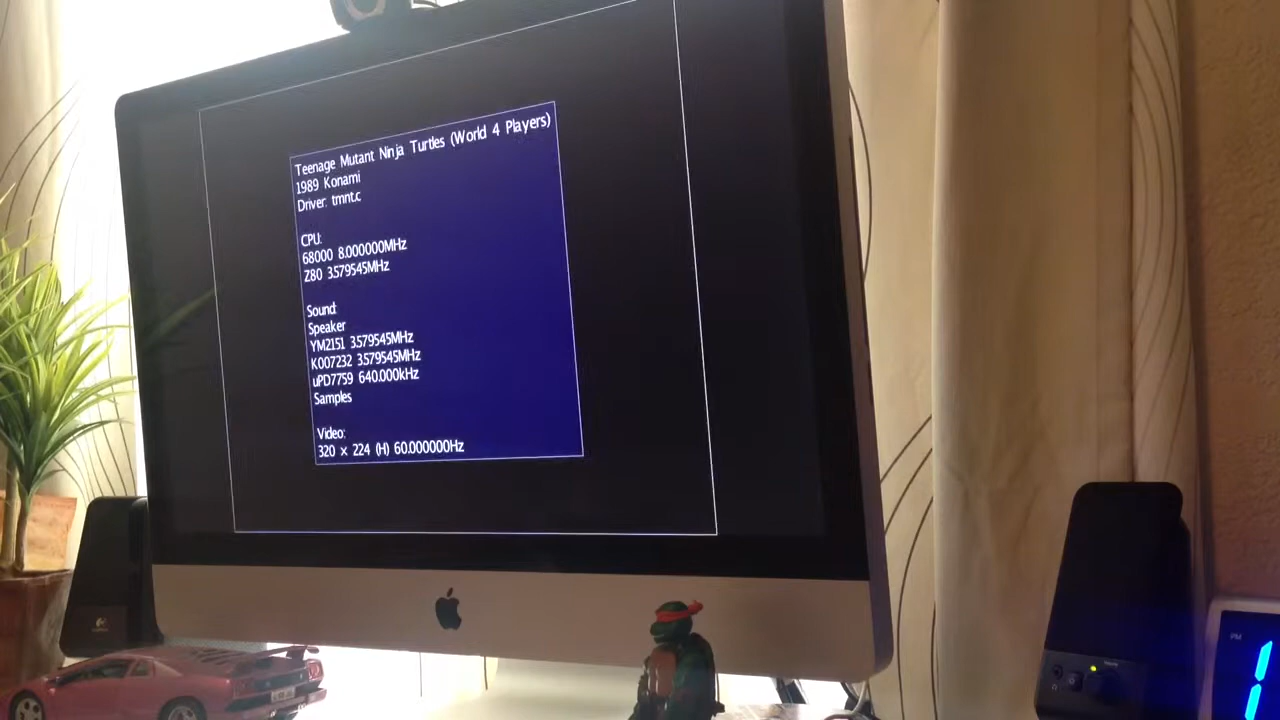 Teenage Mutant Ninja Turtles (World 4 Players)
1989 Konami
Driver: tmnt.c
CPU:
68000 8.000000MHz
Z80 3.579545MHz
Sound:
Speaker
YM2151 3.579545MHz
K007232 3.579545MHz
uPD7759 640.000kHz
Samples
Video:
320 × 224 (H) 60.000000Hz
PM